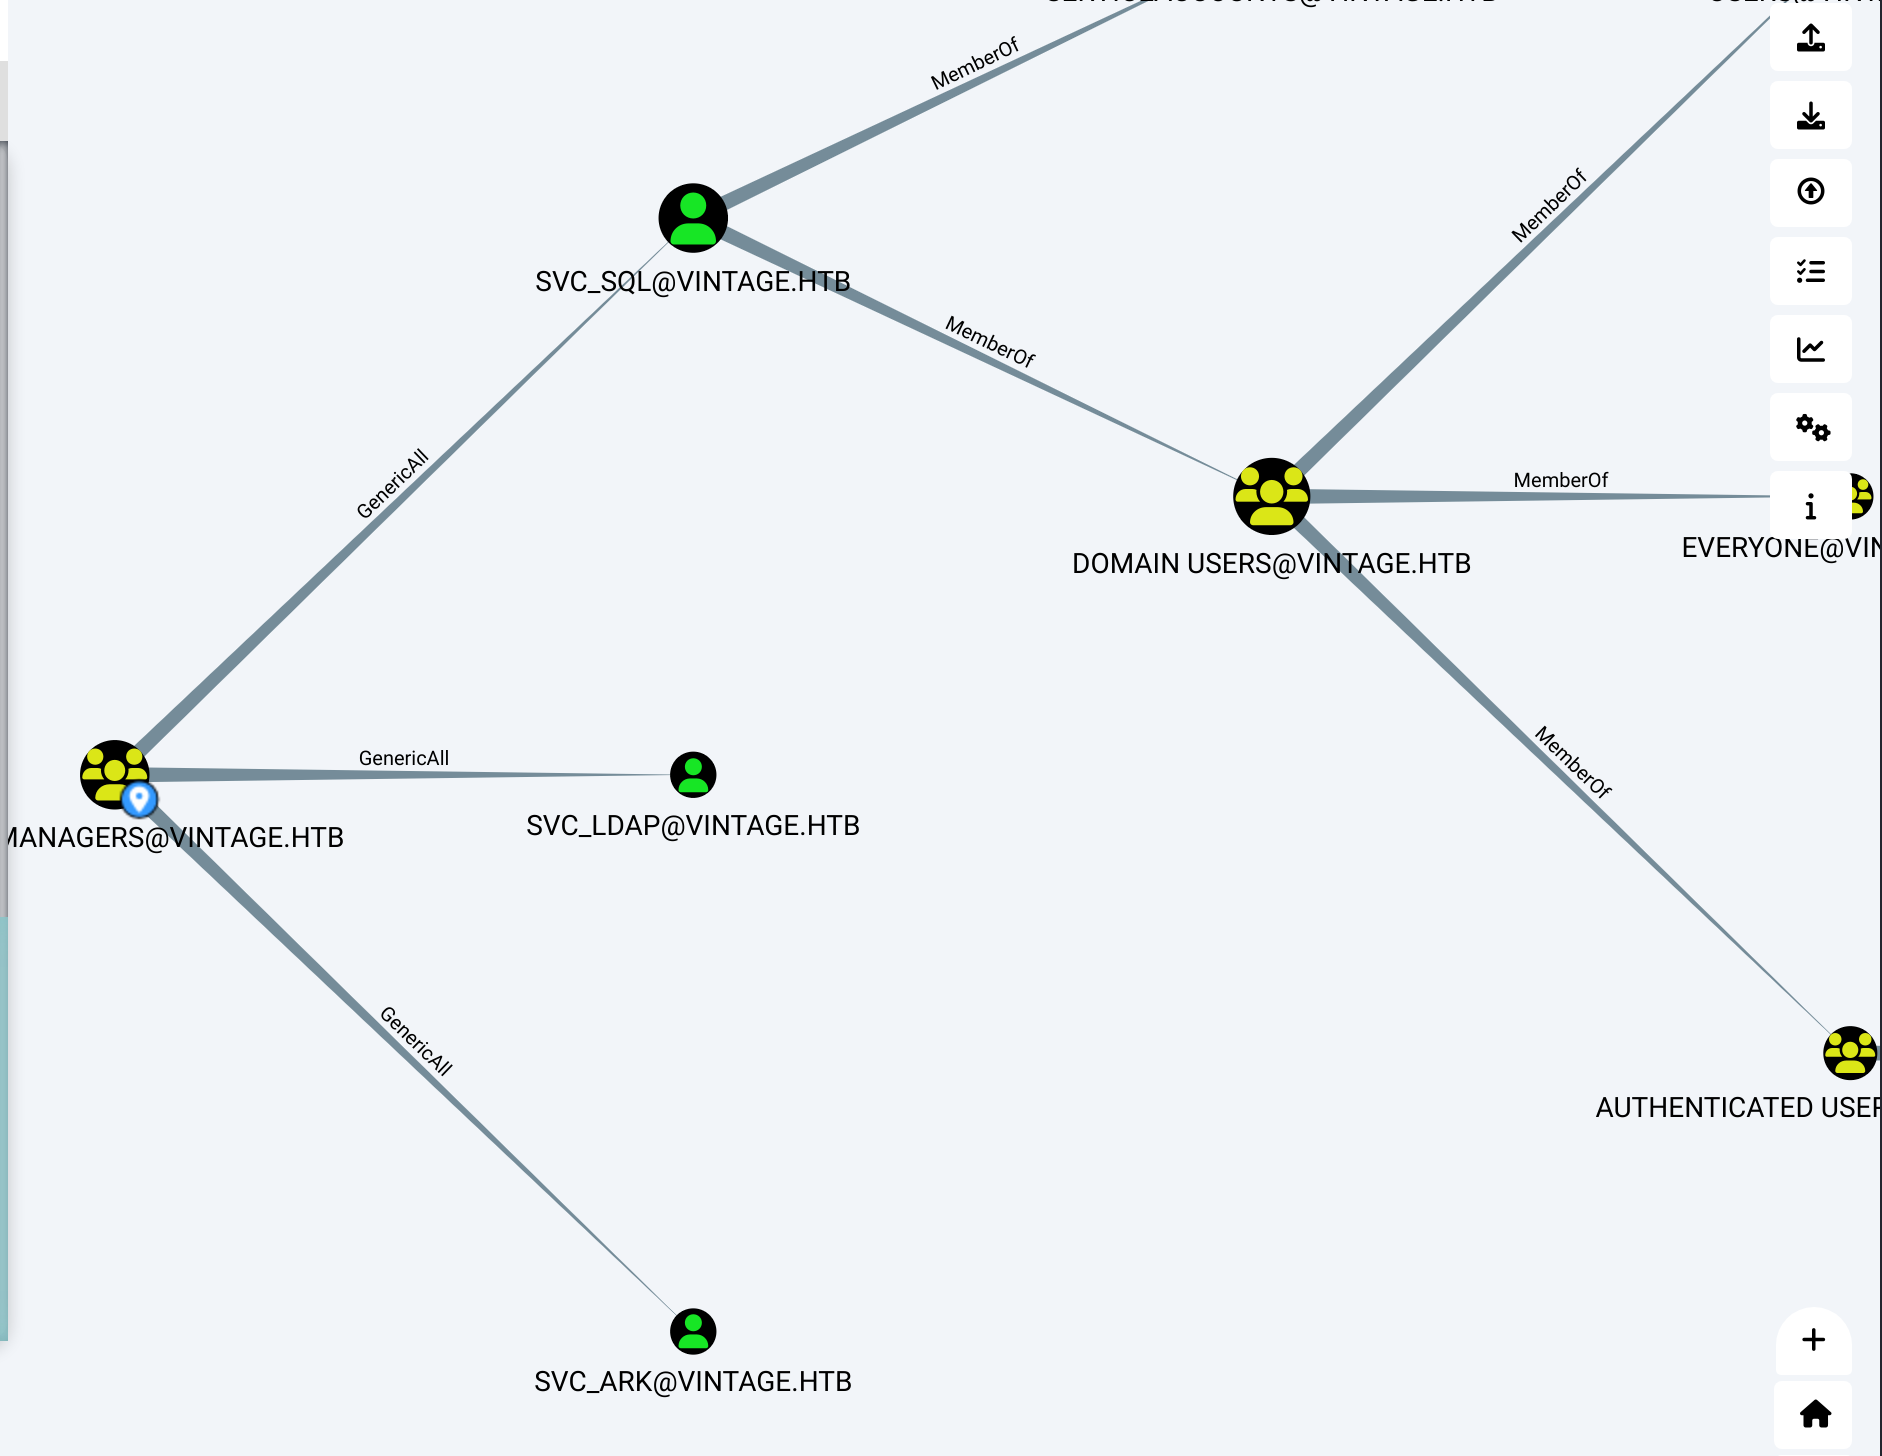 MemberOf
MemberOf
SVC_SQL@VINTAGE.HTB
MemberOf
GenericAll
MemberOf
DOMAIN USERS@VINTAGE.HTB
EVERYONE@VIN
GenericAll
MemberOf
SVC_LDAP@VINTAGE.HTB
MANAGERS@VINTAGE.HTB
GenericAll
AUTHENTICATED USER
SVC_ARK@VINTAGE.HTB